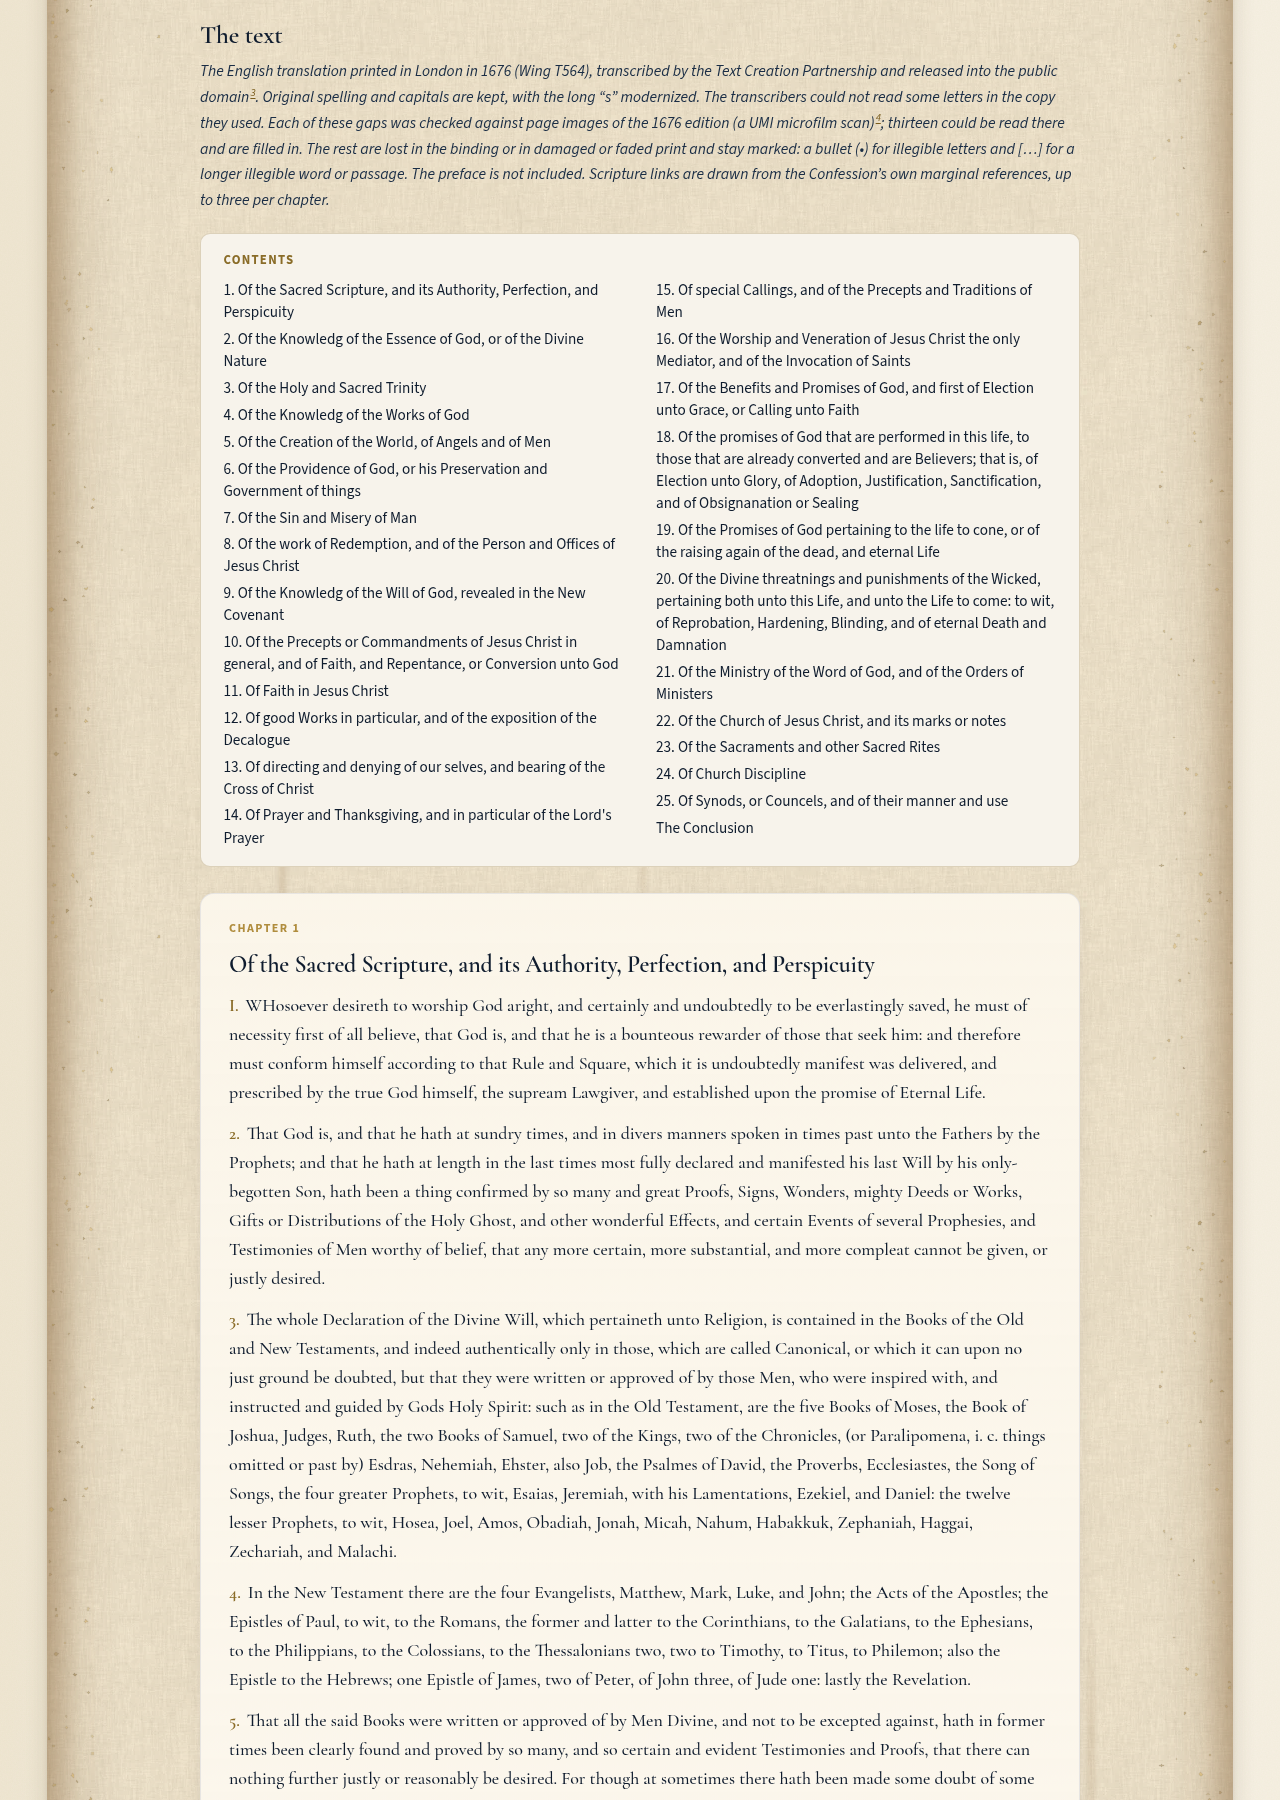 The text
The English translation printed in London in 1676 (Wing T564), transcribed by the Text Creation Partnership and released into the public
domain3. Original spelling and capitals are kept, with the long “s” modernized. The transcribers could not read some letters in the copy
they used. Each of these gaps was checked against page images of the 1676 edition (a UMI microfilm scan)4; thirteen could be read there
and are filled in. The rest are lost in the binding or in damaged or faded print and stay marked: a bullet (•) for illegible letters and […] for a
longer illegible word or passage. The preface is not included. Scripture links are drawn from the Confession’s own marginal references, up
to three per chapter.
CONTENTS
1. Of the Sacred Scripture, and its Authority, Perfection, and
Perspicuity
2. Of the Knowledg of the Essence of God, or of the Divine
Nature
3. Of the Holy and Sacred Trinity
4. Of the Knowledg of the Works of God
5. Of the Creation of the World, of Angels and of Men
6. Of the Providence of God, or his Preservation and
Government of things
7. Of the Sin and Misery of Man
8. Of the work of Redemption, and of the Person and Offices of
Jesus Christ
9. Of the Knowledg of the Will of God, revealed in the New
Covenant
10. Of the Precepts or Commandments of Jesus Christ in
general, and of Faith, and Repentance, or Conversion unto God
11. Of Faith in Jesus Christ
12. Of good Works in particular, and of the exposition of the
Decalogue
13. Of directing and denying of our selves, and bearing of the
Cross of Christ
14. Of Prayer and Thanksgiving, and in particular of the Lord's
Prayer
15. Of special Callings, and of the Precepts and Traditions of
Men
16. Of the Worship and Veneration of Jesus Christ the only
Mediator, and of the Invocation of Saints
17. Of the Benefits and Promises of God, and first of Election
unto Grace, or Calling unto Faith
18. Of the promises of God that are performed in this life, to
those that are already converted and are Believers; that is, of
Election unto Glory, of Adoption, Justification, Sanctification,
and of Obsignanation or Sealing
19. Of the Promises of God pertaining to the life to cone, or of
the raising again of the dead, and eternal Life
20. Of the Divine threatnings and punishments of the Wicked,
pertaining both unto this Life, and unto the Life to come: to wit,
of Reprobation, Hardening, Blinding, and of eternal Death and
Damnation
21. Of the Ministry of the Word of God, and of the Orders of
Ministers
22. Of the Church of Jesus Christ, and its marks or notes
23. Of the Sacraments and other Sacred Rites
24. Of Church Discipline
25. Of Synods, or Councels, and of their manner and use
The Conclusion
CHAPTER 1
Of the Sacred Scripture, and its Authority, Perfection, and Perspicuity
I. WHosoever desireth to worship God aright, and certainly and undoubtedly to be everlastingly saved, he must of
necessity first of all believe, that God is, and that he is a bounteous rewarder of those that seek him: and therefore
must conform himself according to that Rule and Square, which it is undoubtedly manifest was delivered, and
prescribed by the true God himself, the supream Lawgiver, and established upon the promise of Eternal Life.
2. That God is, and that he hath at sundry times, and in divers manners spoken in times past unto the Fathers by the
Prophets; and that he hath at length in the last times most fully declared and manifested his last Will by his only-
begotten Son, hath been a thing confirmed by so many and great Proofs, Signs, Wonders, mighty Deeds or Works,
Gifts or Distributions of the Holy Ghost, and other wonderful Effects, and certain Events of several Prophesies, and
Testimonies of Men worthy of belief, that any more certain, more substantial, and more compleat cannot be given, or
justly desired.
3. The whole Declaration of the Divine Will, which pertaineth unto Religion, is contained in the Books of the Old
and New Testaments, and indeed authentically only in those, which are called Canonical, or which it can upon no
just ground be doubted, but that they were written or approved of by those Men, who were inspired with, and
instructed and guided by Gods Holy Spirit: such as in the Old Testament, are the five Books of Moses, the Book of
Joshua, Judges, Ruth, the two Books of Samuel, two of the Kings, two of the Chronicles, (or Paralipomena, i. c. things
omitted or past by) Esdras, Nehemiah, Ehster, also Job, the Psalmes of David, the Proverbs, Ecclesiastes, the Song of
Songs, the four greater Prophets, to wit, Esaias, Jeremiah, with his Lamentations, Ezekiel, and Daniel: the twelve
lesser Prophets, to wit, Hosea, Joel, Amos, Obadiah, Jonah, Micah, Nahum, Habakkuk, Zephaniah, Haggai,
Zechariah, and Malachi.
4. In the New Testament there are the four Evangelists, Matthew, Mark, Luke, and John; the Acts of the Apostles; the
Epistles of Paul, to wit, to the Romans, the former and latter to the Corinthians, to the Galatians, to the Ephesians,
to the Philippians, to the Colossians, to the Thessalonians two, two to Timothy, to Titus, to Philemon; also the
Epistle to the Hebrews; one Epistle of James, two of Peter, of John three, of Jude one: lastly the Revelation.
5. That all the said Books were written or approved of by Men Divine, and not to be excepted against, hath in former
times been clearly found and proved by so many, and so certain and evident Testimonies and Proofs, that there can
nothing further justly or reasonably be desired. For though at sometimes there hath been made some doubt of some